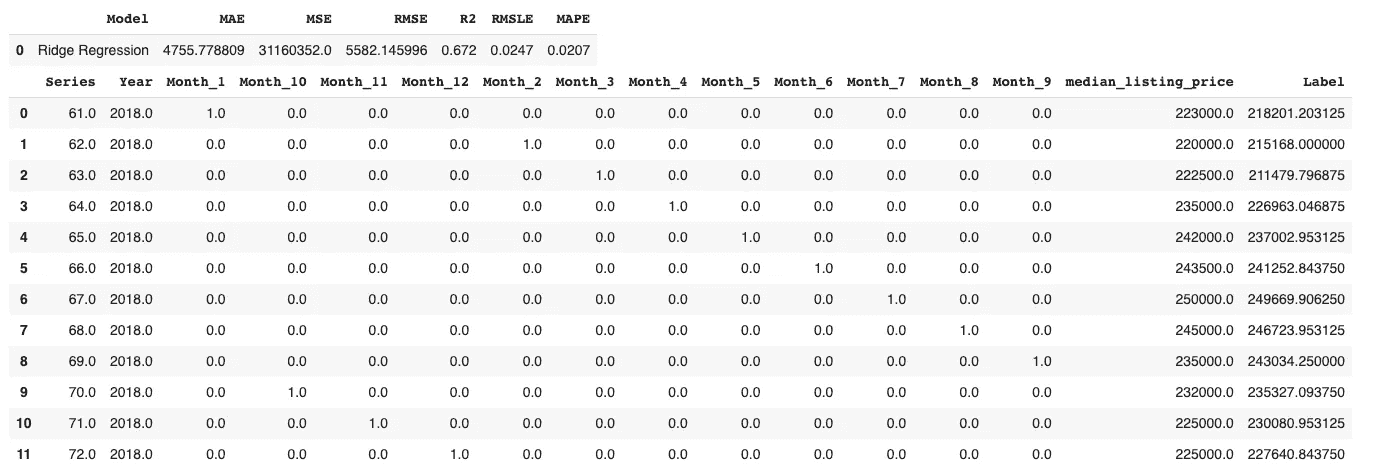 Model MAE MSE RMSE R2 RMSLE MAPE
0 Ridge Regression 4755.778809 31160352.0 5582.145996 0.672 0.0247 0.0207
Series Year Month_1 Month_10 Month_11 Month_12 Month_2 Month_3 Month_4 Month_5 Month_6 Month_7 Month_8 Month_9 median_listing_price Label
0 61.0 2018.0 1.0 0.0 0.0 0.0 0.0 0.0 0.0 0.0 0.0 0.0 0.0 0.0 223000.0 218201.203125
1 62.0 2018.0 0.0 0.0 0.0 0.0 1.0 0.0 0.0 0.0 0.0 0.0 0.0 0.0 220000.0 215168.000000
2 63.0 2018.0 0.0 0.0 0.0 0.0 0.0 1.0 0.0 0.0 0.0 0.0 0.0 0.0 222500.0 211479.796875
3 64.0 2018.0 0.0 0.0 0.0 0.0 0.0 0.0 1.0 0.0 0.0 0.0 0.0 0.0 235000.0 226963.046875
4 65.0 2018.0 0.0 0.0 0.0 0.0 0.0 0.0 0.0 1.0 0.0 0.0 0.0 0.0 242000.0 237002.953125
5 66.0 2018.0 0.0 0.0 0.0 0.0 0.0 0.0 0.0 0.0 1.0 0.0 0.0 0.0 243500.0 241252.843750
6 67.0 2018.0 0.0 0.0 0.0 0.0 0.0 0.0 0.0 0.0 0.0 1.0 0.0 0.0 250000.0 249669.906250
7 68.0 2018.0 0.0 0.0 0.0 0.0 0.0 0.0 0.0 0.0 0.0 0.0 1.0 0.0 245000.0 246723.953125
8 69.0 2018.0 0.0 0.0 0.0 0.0 0.0 0.0 0.0 0.0 0.0 0.0 0.0 1.0 235000.0 243034.250000
9 70.0 2018.0 0.0 1.0 0.0 0.0 0.0 0.0 0.0 0.0 0.0 0.0 0.0 0.0 232000.0 235327.093750
10 71.0 2018.0 0.0 0.0 1.0 0.0 0.0 0.0 0.0 0.0 0.0 0.0 0.0 0.0 225000.0 230080.953125
11 72.0 2018.0 0.0 0.0 0.0 1.0 0.0 0.0 0.0 0.0 0.0 0.0 0.0 0.0 225000.0 227640.843750